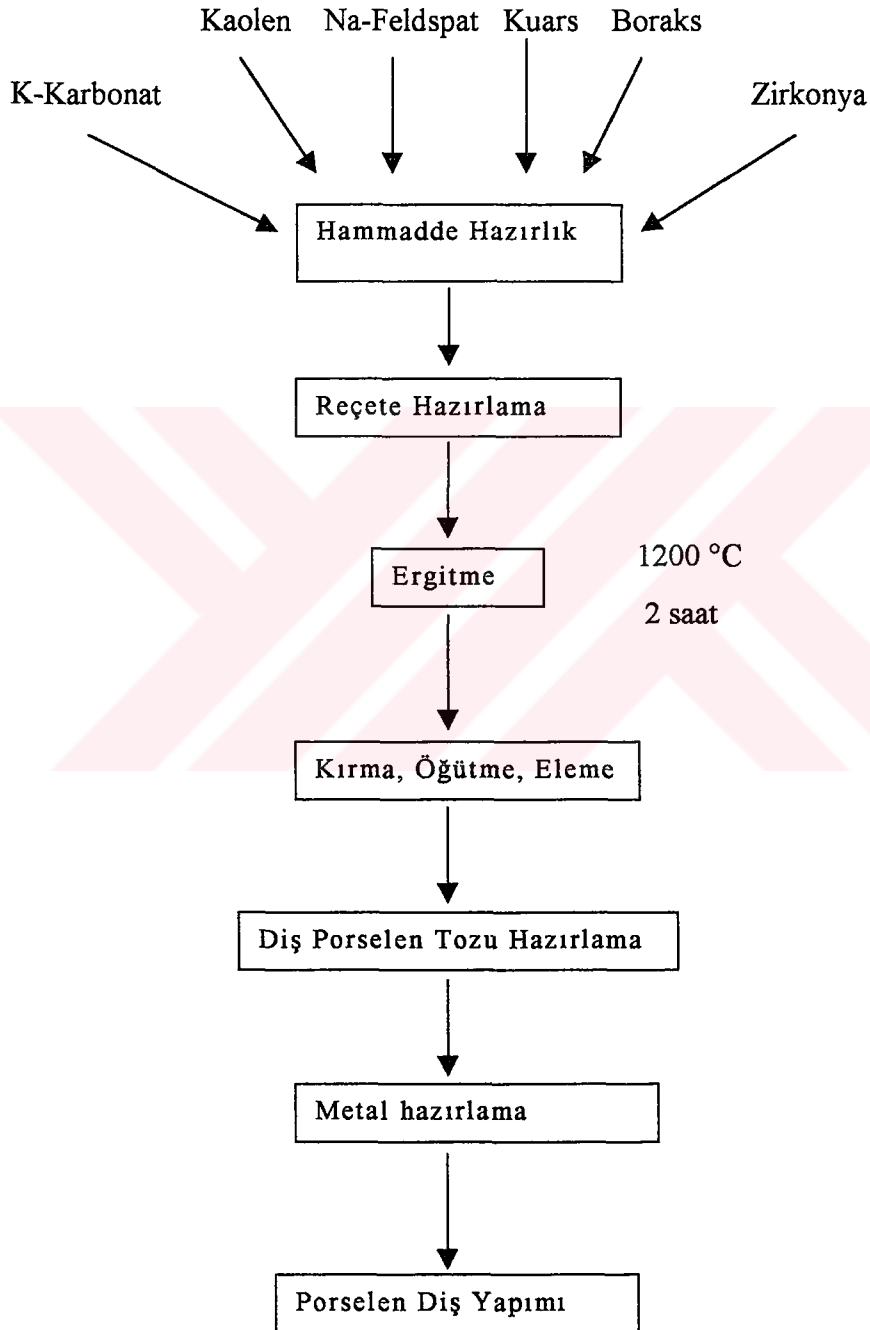 Kaolen Na-Feldspat Kuars Boraks
K-Karbonat Zirkonya
Hammadde Hazırlık
Reçete Hazırlama
Ergitme 1200 °C
2 saat
Kırma, Öğütme, Eleme
Diş Porselen Tozu Hazırlama
Metal hazırlama
Porselen Diş Yapımı